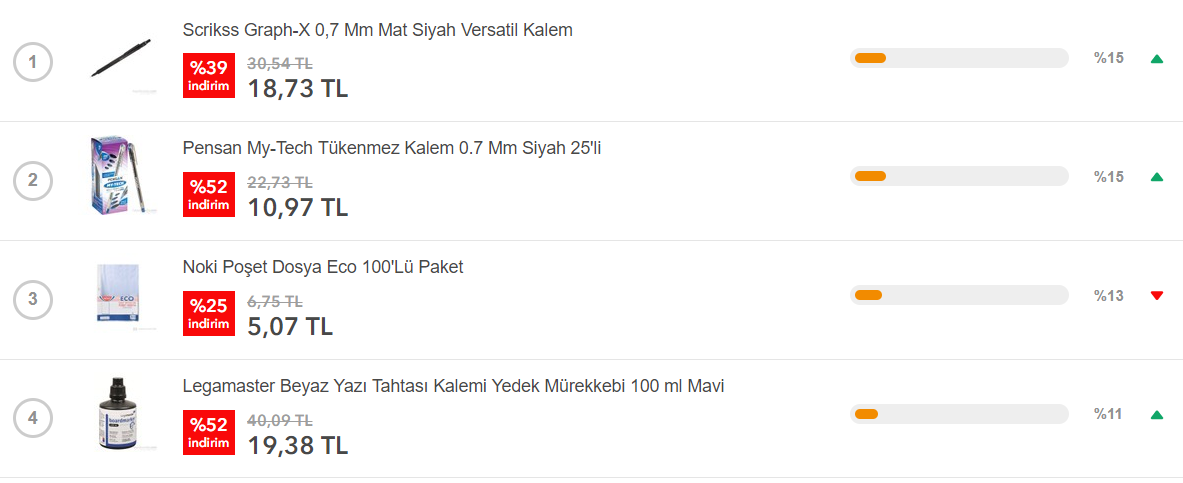 1
Scrikss Graph-X 0,7 Mm Mat Siyah Versatil Kalem
%39
indirim
30,54 TL
18,73 TL
%15
2
Pensan My-Tech Tükenmez Kalem 0.7 Mm Siyah 25'li
%52
indirim
22,73 TL
10,97 TL
%15
3
ECO
Noki Poşet Dosya Eco 100'Lü Paket
%25
indirim
6,75 TL
5,07 TL
%13
4
Legamaster Beyaz Yazı Tahtası Kalemi Yedek Mürekkebi 100 ml Mavi
%52
indirim
40,09 TL
19,38 TL
%11